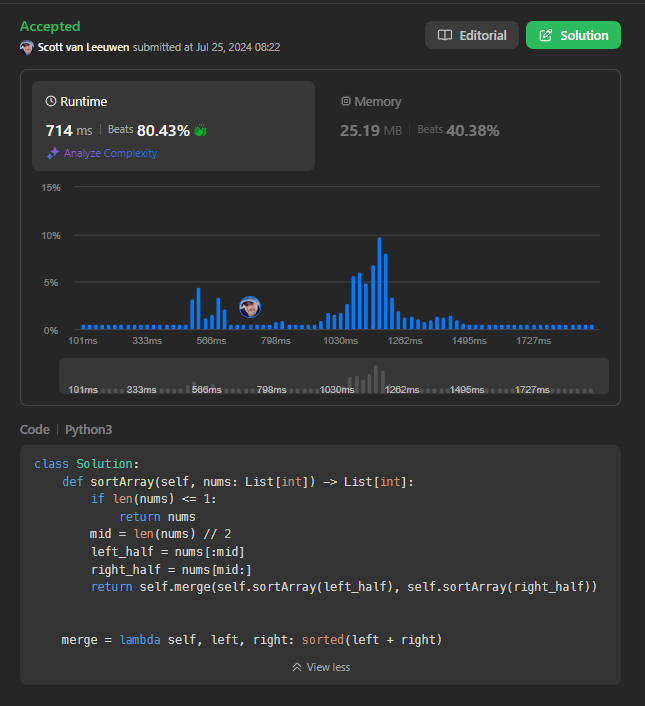 Accepted
Editorial
Solution
Scott van Leeuwen submitted at Jul 25, 2024 08:22
Runtime
714 ms | Beats 80.43%
Analyze Complexity
Memory
25.19 MB | Beats 40.38%
15%
10%
5%
0%
101ms 333ms 566ms 798ms 1030ms 1262ms 1495ms 1727ms
101ms 333ms 566ms 798ms 1030ms 1262ms 1495ms 1727ms
Code | Python3
class Solution:
    def sortArray(self, nums: List[int]) -> List[int]:
        if len(nums) <= 1:
            return nums
        mid = len(nums) // 2
        left_half = nums[:mid]
        right_half = nums[mid:]
        return self.merge(self.sortArray(left_half), self.sortArray(right_half))
    merge = lambda self, left, right: sorted(left + right)
View less